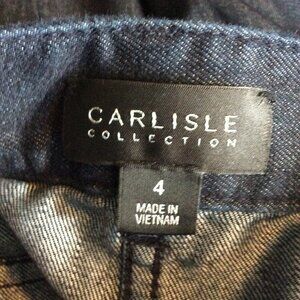 CARLISLE
COLLECTION
4
MADE IN
VIETNAM